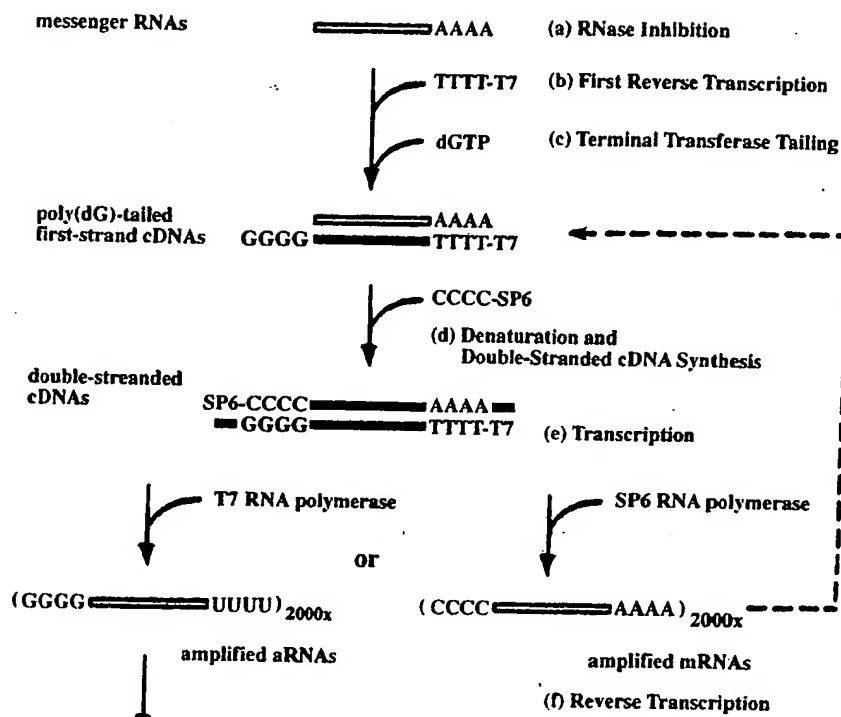 messenger RNAs
AAAA
(a) RNase Inhibition
TTTT-T7
(b) First Reverse Transcription
dGTP
(c) Terminal Transferase Tailing
poly(dG)-tailed
first-strand cDNAs
AAAA
GGGG
TTTT-T7
CCCC-SP6
(d) Denaturation and
Double-Stranded cDNA Synthesis
double-streanded
cDNAs
SP6-CCCC
AAAA
GGGG
TTTT-T7
(e) Transcription
T7 RNA polymerase
SP6 RNA polymerase
or
(GGGG UUUU)2000x
(CCCC AAAA)2000x
amplified aRNAs
amplified mRNAs
(f) Reverse Transcription